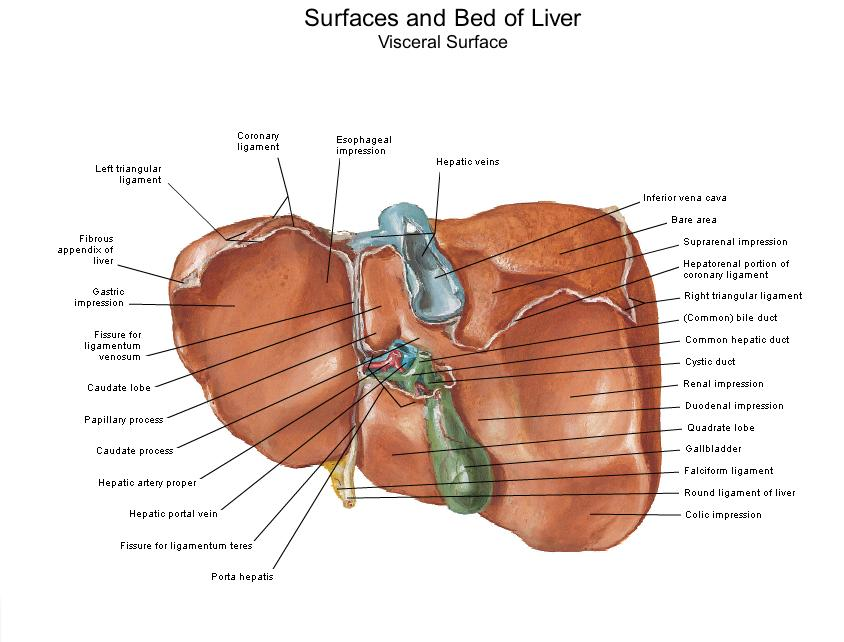 Surfaces and Bed of Liver
Visceral Surface
Coronary
ligament
Esophageal
impression
Hepatic veins
Left triangular
ligament
Fibrous
appendix of
liver
Gastric
impression
Fissure for
ligamentum
venosum
Caudate lobe
Papillary process
Caudate process
Hepatic artery proper
Hepatic portal vein
Fissure for ligamentum teres
Porta hepatis
Inferior vena cava
Bare area
Suprarenal impression
Hepatorenal portion of
coronary ligament
Right triangular ligament
(Common) bile duct
Common hepatic duct
Cystic duct
Renal impression
Duodenal impression
Quadrate lobe
Gallbladder
Falciform ligament
Round ligament of liver
Colic impression